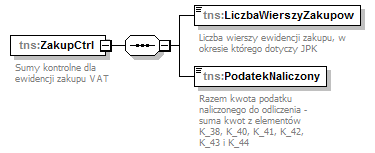 tns:LiczbaWierszyZakupow
Liczba wierszy ewidencji zakupu, w
okresie którego dotyczy JPK
tns:ZakupCtrl
Sumy kontrolne dla
ewidencji zakupu VAT
tns:PodatekNaliczony
Razem kwota podatku
naliczonego do odliczenia -
suma kwot z elementów
K_38, K_40, K_41, K_42,
K_43 i K_44